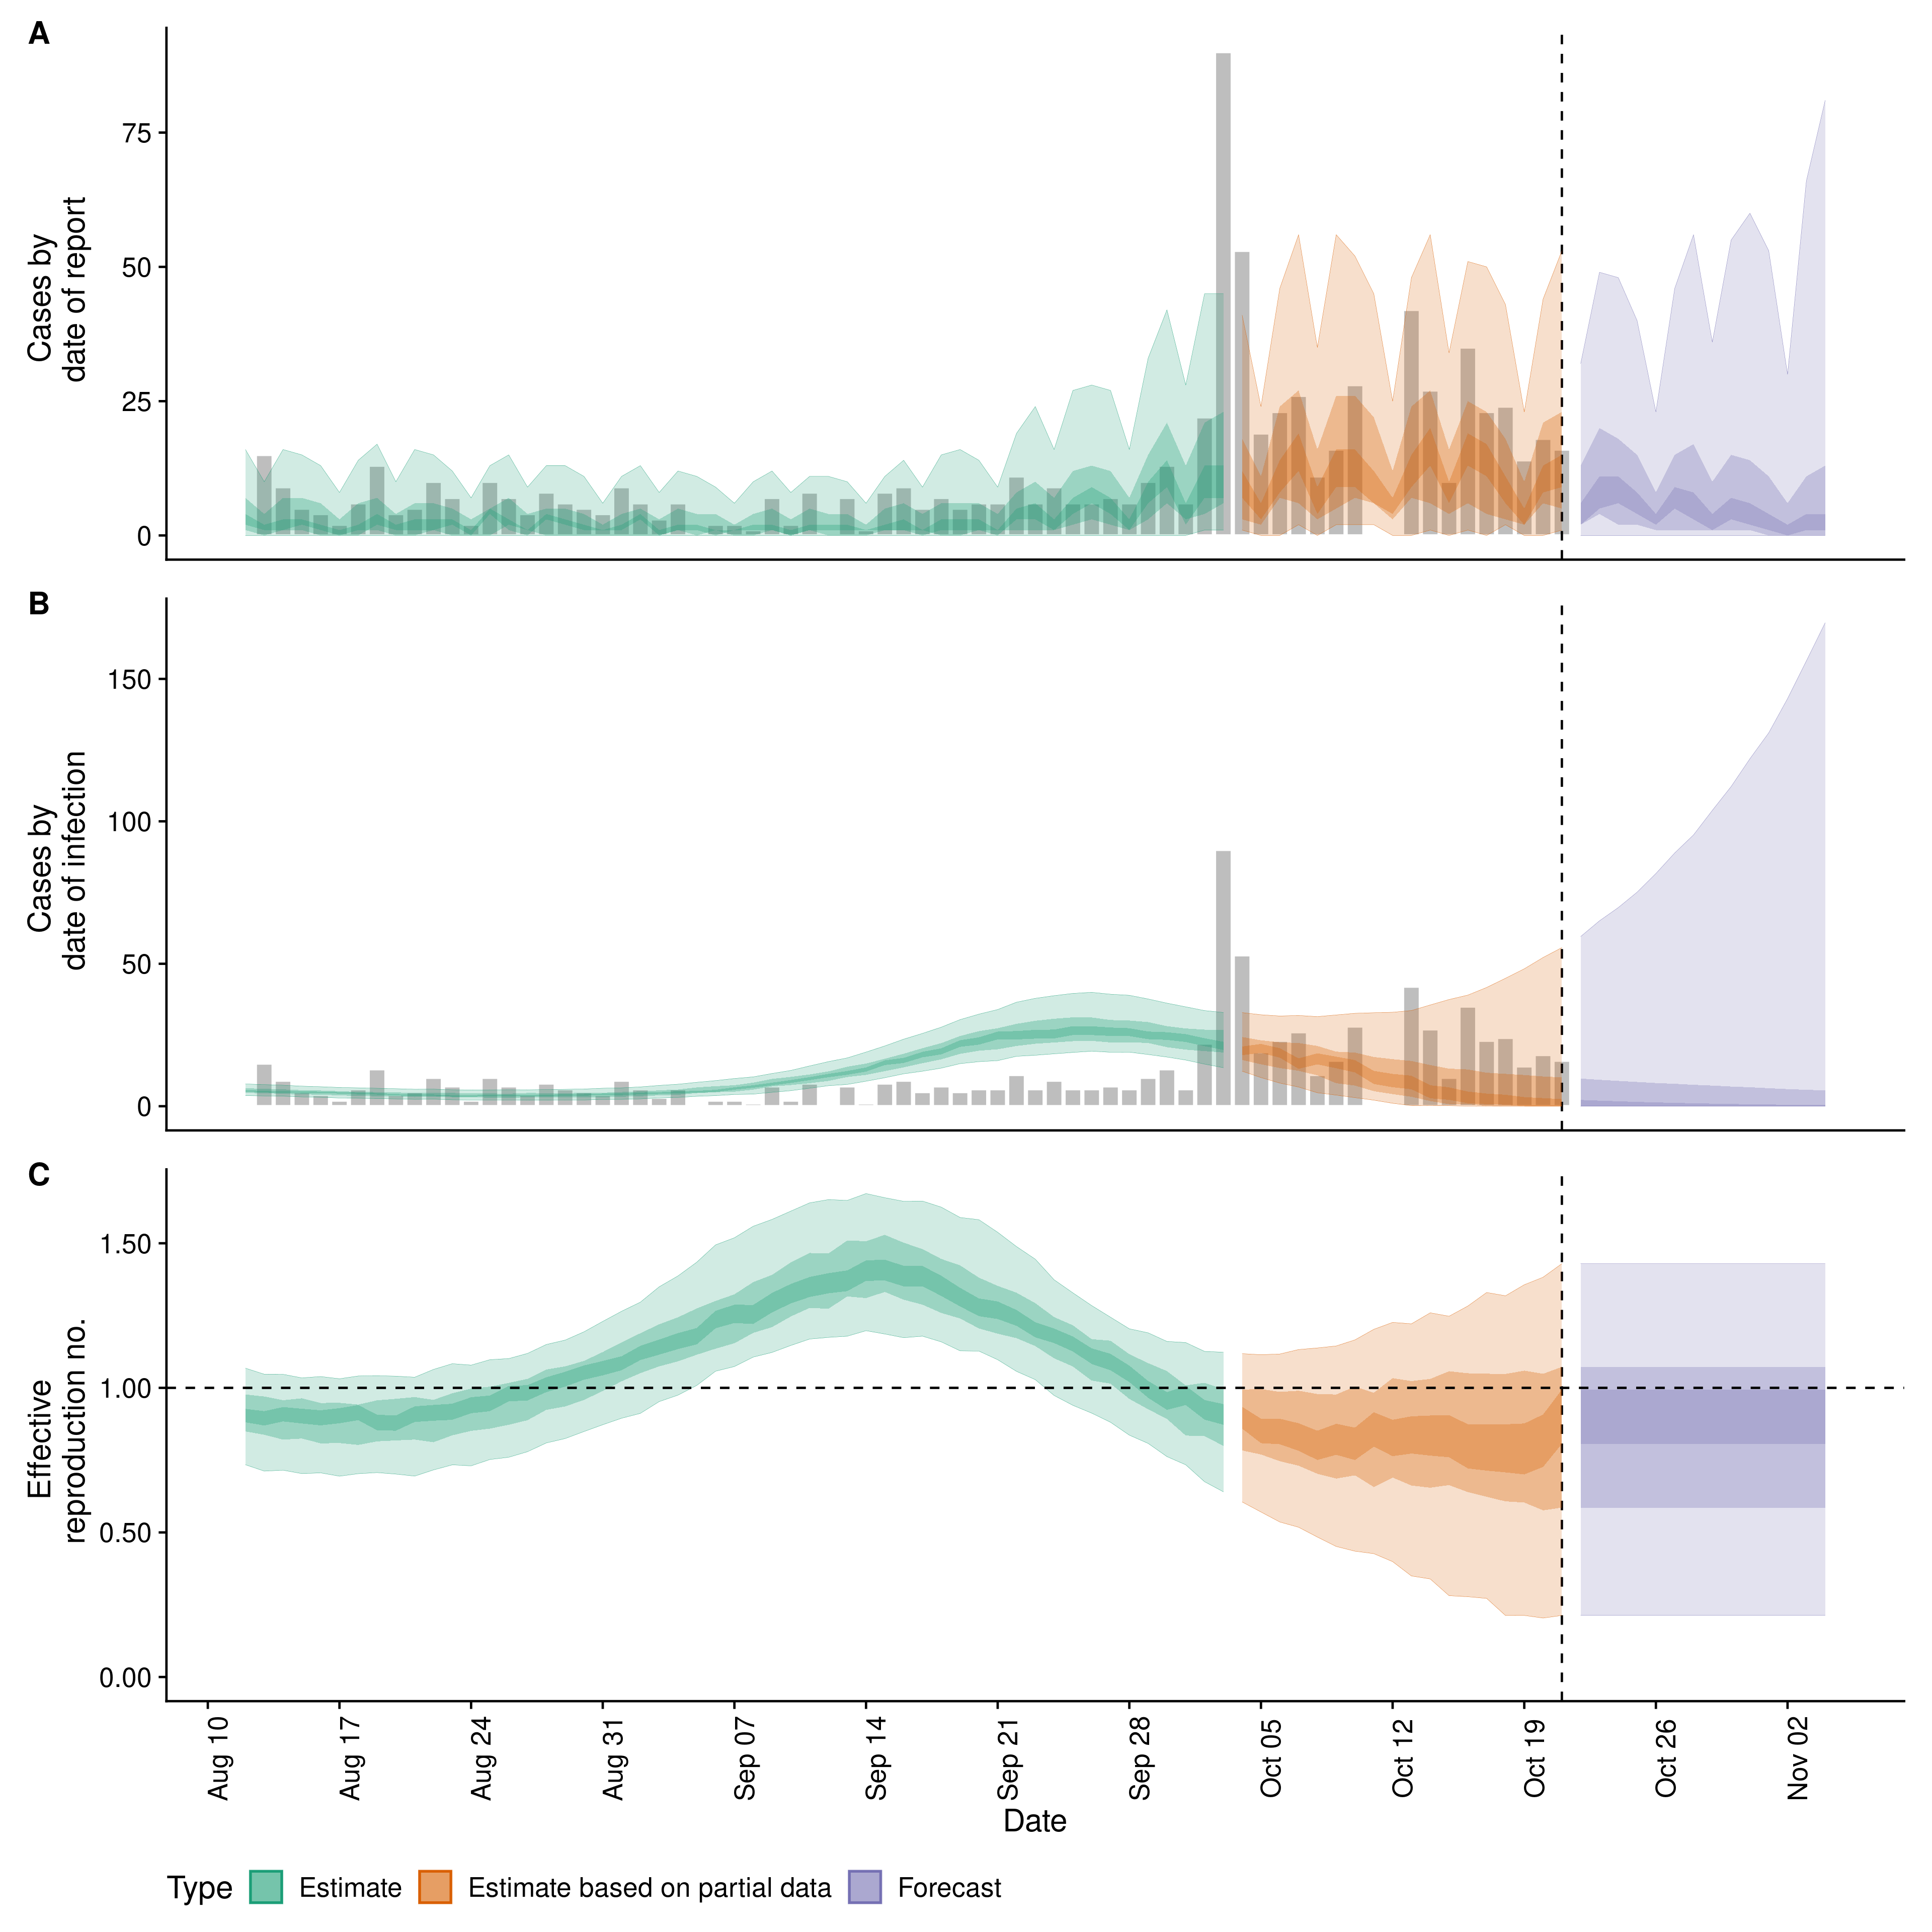 A
Cases by
date of report
75
50
25
0
B
Cases by
date of infection
150
100
50
0
C
Effective
reproduction no.
1.50
1.00
0.50
0.00
Aug 10
Aug 17
Aug 24
Aug 31
Sep 07
Sep 14
Sep 21
Sep 28
Oct 05
Oct 12
Oct 19
Oct 26
Nov 02
Date
Type Estimate Estimate based on partial data Forecast